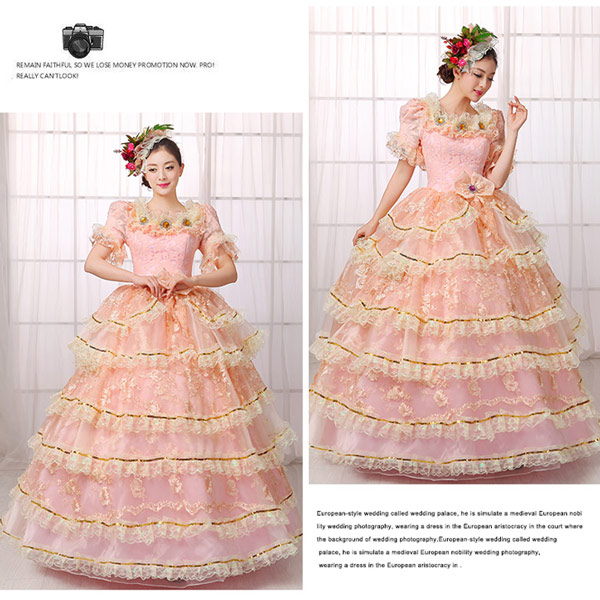 REMAIN FAITHFUL SO WE LOSE MONEY PROMOTION NOW. PRO!
. REALLY CAN'TLOOK!
European-style wedding called wedding palace, he is simulate a medieval European nobi
lity wedding photography, wearing a dress in the European aristocracy in the court where
the background of wedding photography.European-style wedding called wedding
palace, he is simulate a medieval European nobility wedding photography,
wearing a dress in the European aristocracy in .